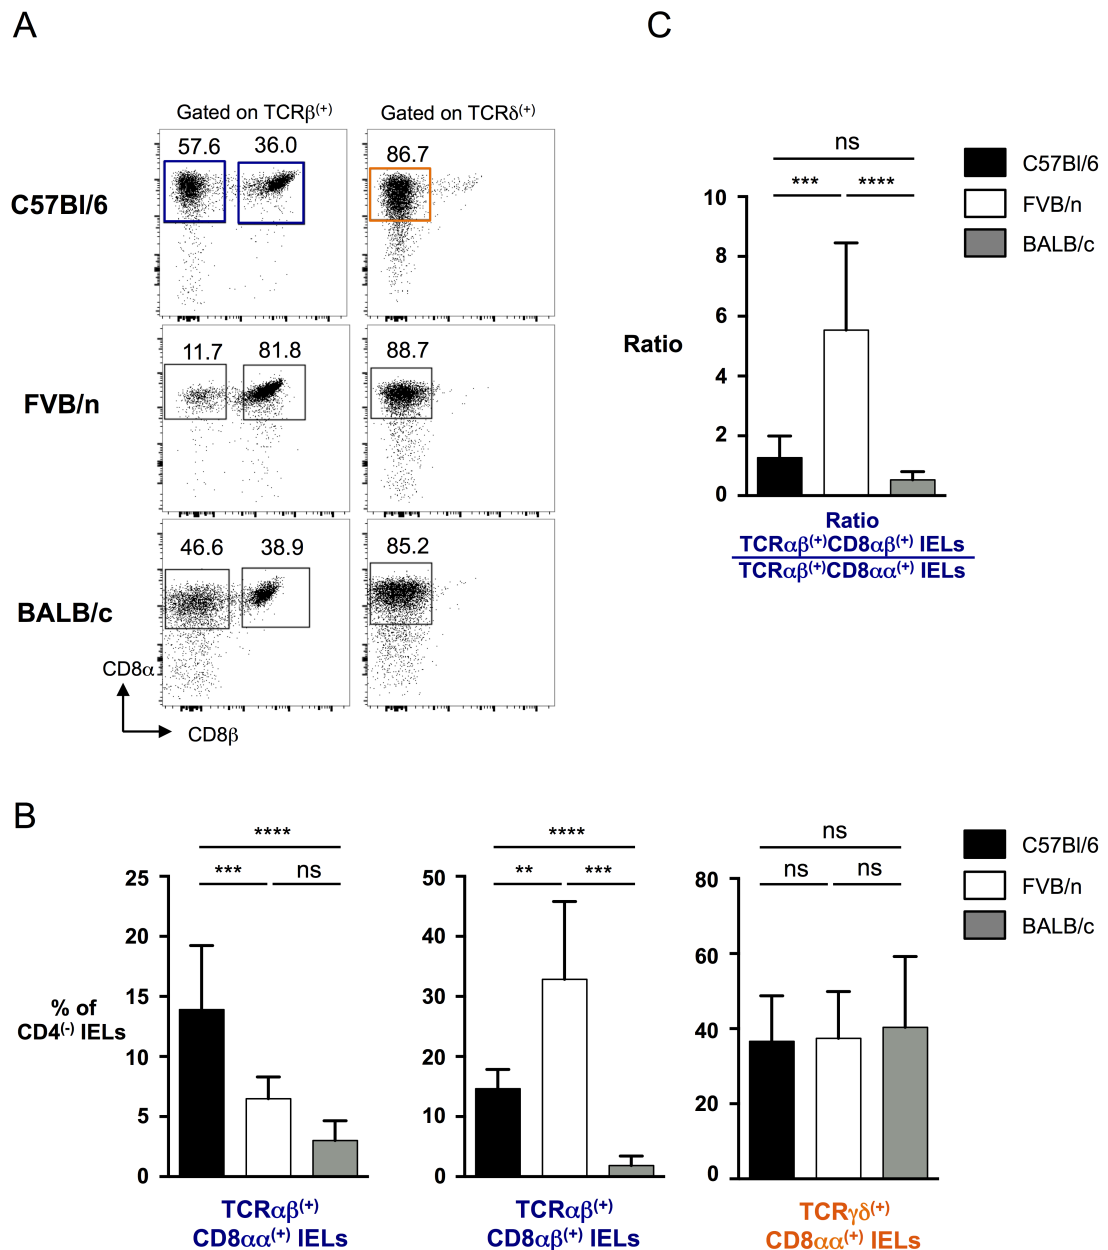 A
C
Gated on TCRβ(+)
Gated on TCRδ(+)
57.6
36.0
86.7
C57Bl/6
11.7
81.8
88.7
FVB/n
46.6
38.9
85.2
BALB/c
CD8α
CD8β
ns
***
****
C57Bl/6
FVB/n
BALB/c
10
8
6
4
2
0
Ratio
Ratio
TCRαβ(+)CD8αβ(+) IELs
TCRαβ(+)CD8αα(+) IELs
B
% of
CD4(-) IELs
****
***
ns
25
20
15
10
5
0
TCRαβ(+)
CD8αα(+) IELs
****
**
***
50
40
30
20
10
0
TCRαβ(+)
CD8αβ(+) IELs
ns
ns
ns
80
60
40
20
0
TCRγδ(+)
CD8αα(+) IELs
C57Bl/6
FVB/n
BALB/c